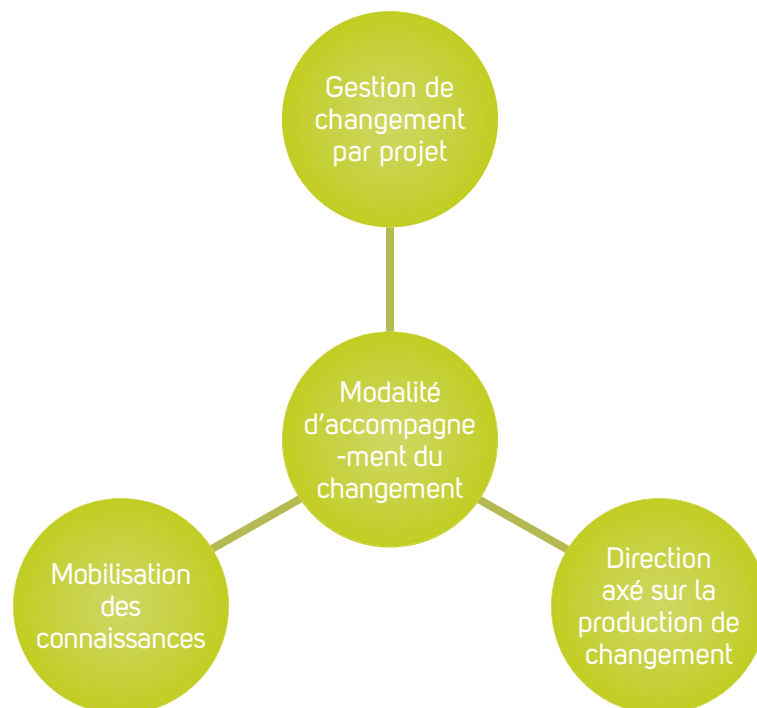 Gestion de
changement
par projet
Modalité
d'accompagne
-ment du
changement
Mobilisation
des
connaissances
Direction
axé sur la
production de
changement